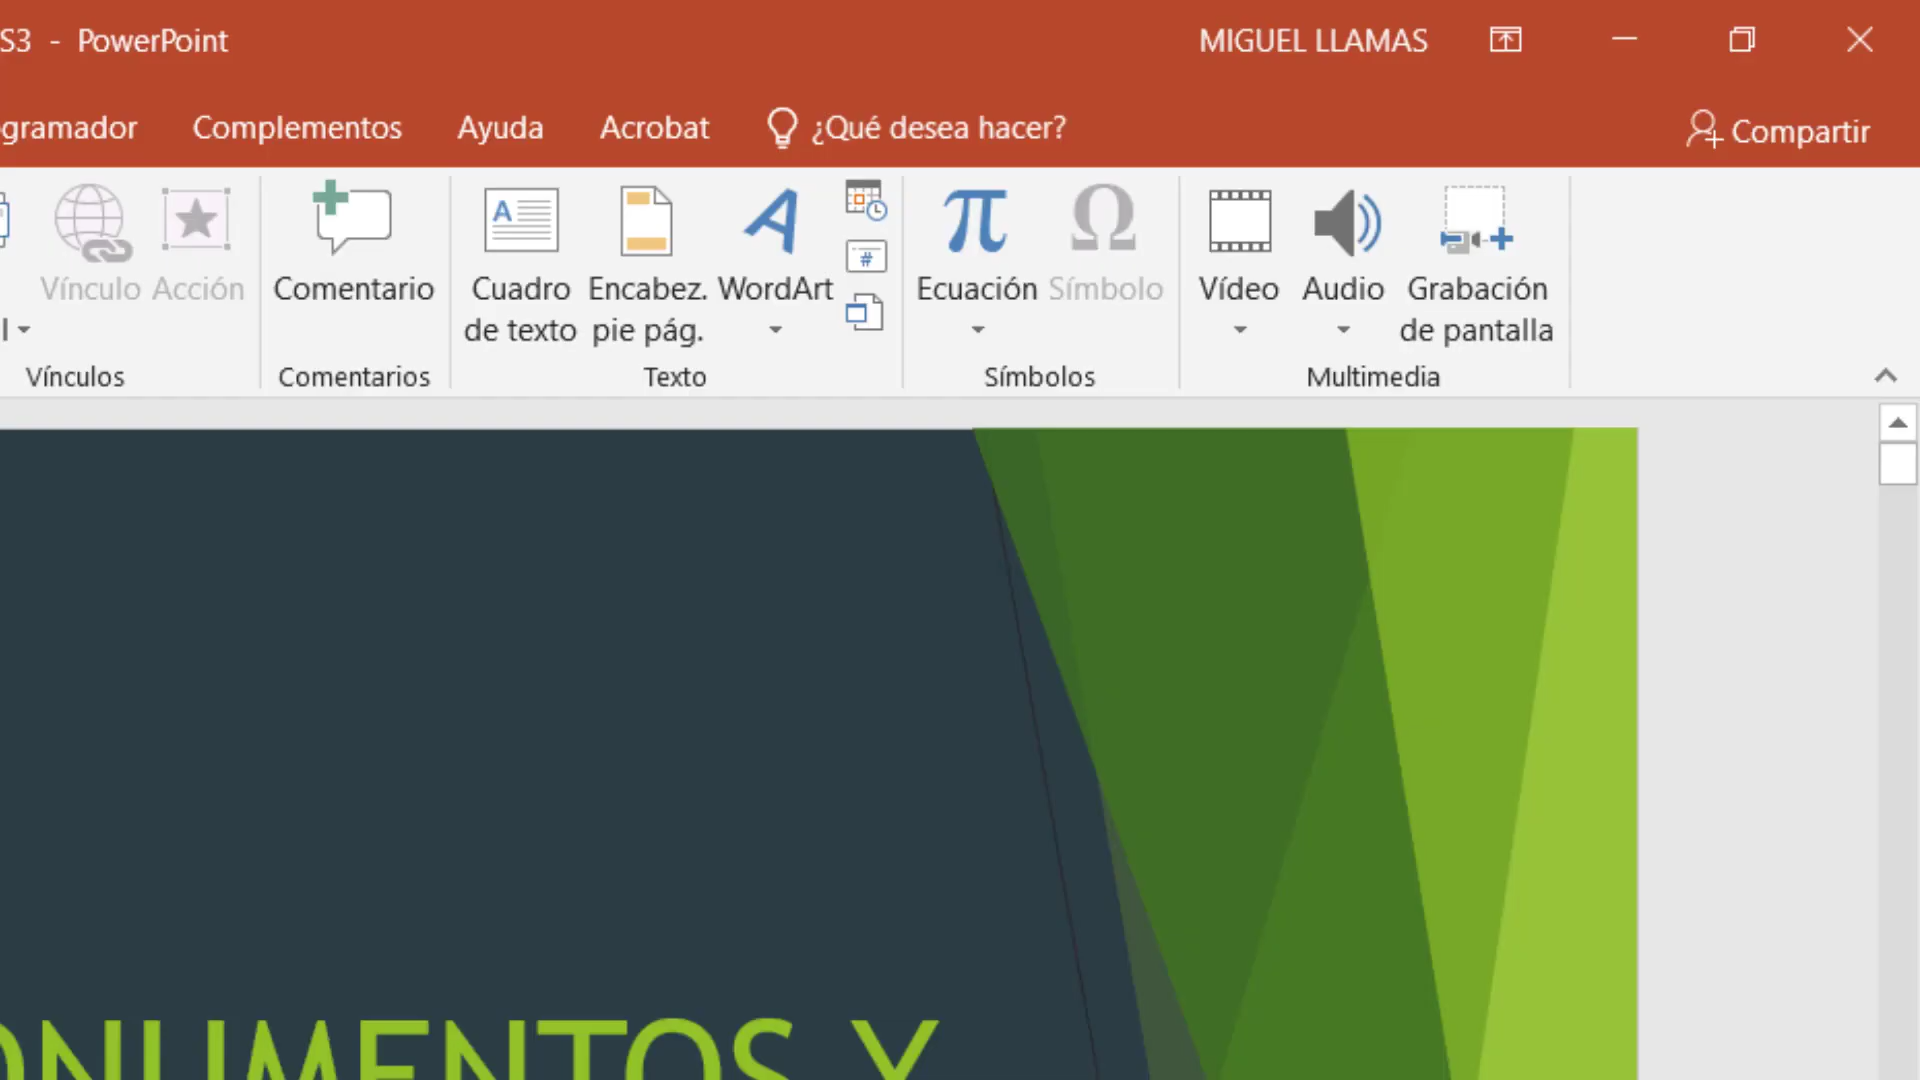 S3 - PowerPoint MIGUEL LLAMAS
gramador Complementos Ayuda Acrobat ¿Qué desea hacer? Compartir
Vínculo Acción Comentario Cuadro de texto Encabez. pie pág. WordArt Ecuación Símbolo Vídeo Audio Grabación de pantalla
Vínculos Comentarios Texto Símbolos Multimedia
ONUMENTOS Y